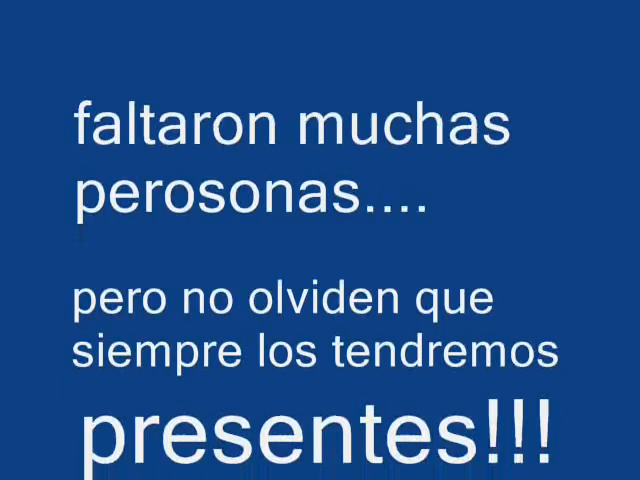 faltaron muchas
perosonas....
pero no olviden que
siempre los tendremos
presentes!!!